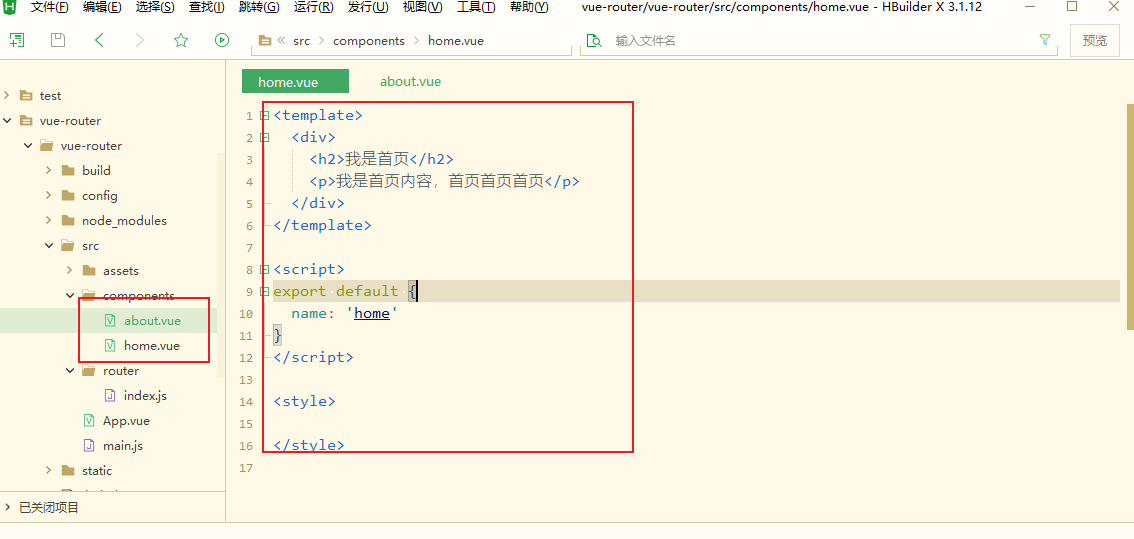 文件(F) 编辑(E) 选择(S) 查找(I) 跳转(G) 运行(R) 发行(U) 视图(V) 工具(T) 帮助(Y) vue-router/vue-router/src/components/home.vue - HBuilder X 3.1.12
src components home.vue 输入文件名 预览
home.vue about.vue
test
vue-router
vue-router
build
config
node_modules
src
assets
components
about.vue
home.vue
router
index.js
App.vue
main.js
static
已关闭项目
1 <template>
2 <div>
3 <h2>我是首页</h2>
4 <p>我是首页内容，首页首页首页</p>
5 </div>
6 </template>
7
8 <script>
9 export default {
10 name: 'home'
11 }
12 </script>
13
14 <style>
15
16 </style>
17